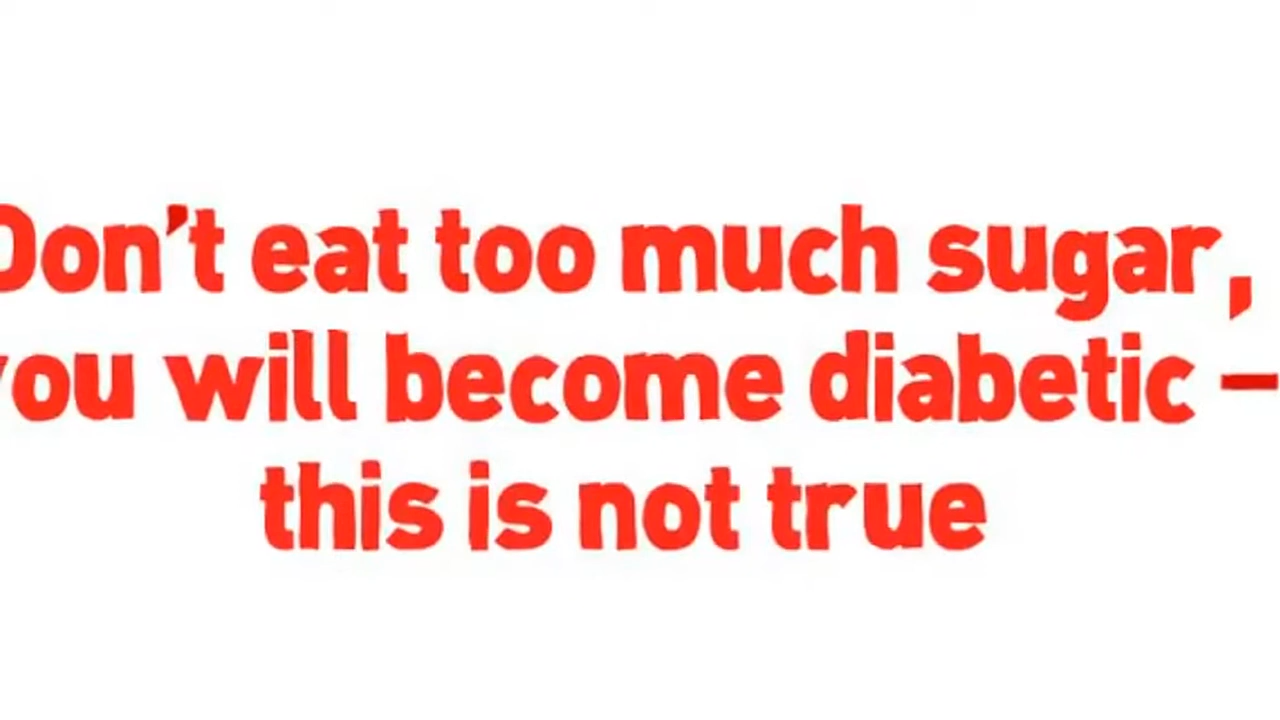 Don't eat too much sugar,
you will become diabetic –
this is not true